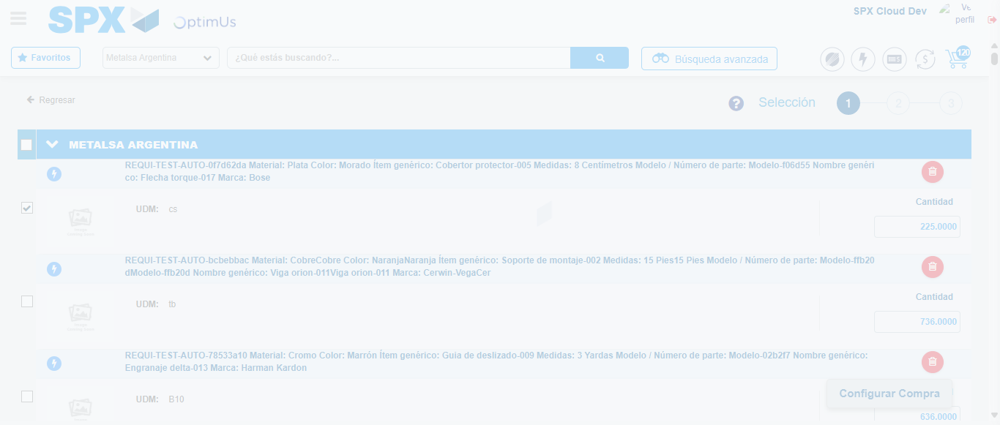 SPX
OptimUs
SPX Cloud Dev
Ve
perfil
Favoritos
Metalsa Argentina
¿Qué estás buscando?...
Búsqueda avanzada
$
120
Regresar
?
Selección
1
2
3
METALSA ARGENTINA
REQUI-TEST-AUTO-0f7d62da Material: Plata Color: Morado Ítem genérico: Cobertor protector-005 Medidas: 8 Centímetros Modelo / Número de parte: Modelo-f06d55 Nombre genéri
co: Flecha torque-017 Marca: Bose
UDM: cs
Cantidad
225.0000
REQUI-TEST-AUTO-bcbebbac Material: CobreCobre Color: NaranjaNaranja Ítem genérico: Soporte de montaje-002 Medidas: 15 Pies15 Pies Modelo / Número de parte: Modelo-ffb20
dModelo-ffb20d Nombre genérico: Viga orion-011Viga orion-011 Marca: Cerwin-VegaCer
UDM: tb
Cantidad
736.0000
REQUI-TEST-AUTO-78533a10 Material: Cromo Color: Marrón Ítem genérico: Guia de deslizado-009 Medidas: 3 Yardas Modelo / Número de parte: Modelo-02b2f7 Nombre genérico:
Engranaje delta-013 Marca: Harman Kardon
UDM: B10
Configurar Compra
636.0000